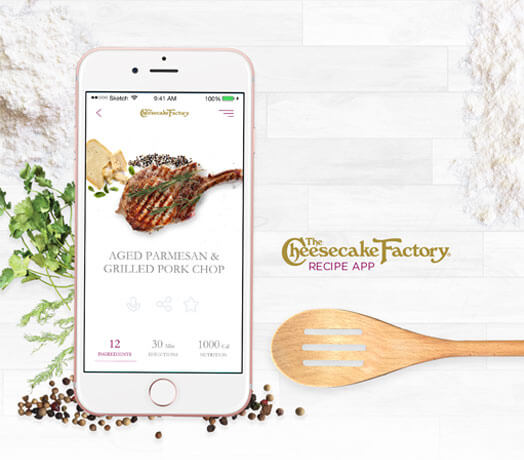 Sketch 9:41 AM 100%
The Cheesecake Factory
AGED PARMESAN &
GRILLED PORK CHOP
12 30 Min 1000 Cal
INGREDIENTS DIRECTIONS NUTRITION
The
Cheesecake Factory®
RECIPE APP